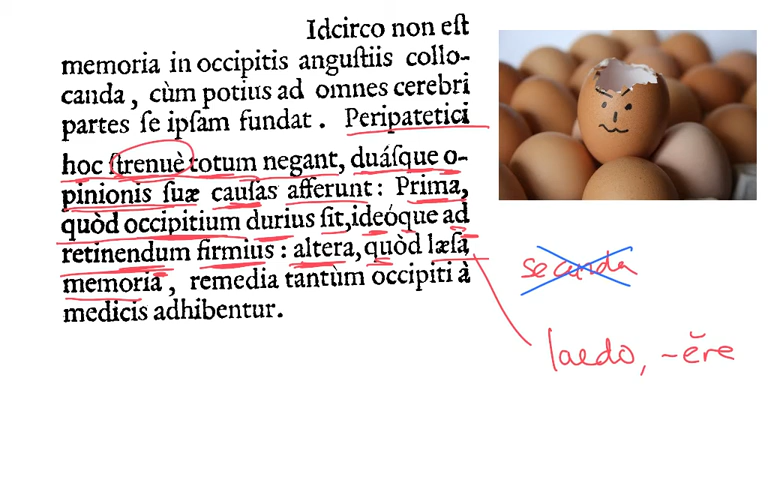 Idcirco non eſt
memoria in occipitis anguſtiis collo-
canda, cùm potius ad omnes cerebri
partes ſe ipſam fundat. Peripatetici
hoc ſtrenuè totum negant, duáſque o-
pinionis ſuæ cauſas afferunt: Prima,
quòd occipitium durius ſit, ideóque ad
retinendum firmius: altera, quòd læſâ
memoriâ, remedia tantùm occipiti à
medicis adhibentur.
secunda
laedo, -ĕre